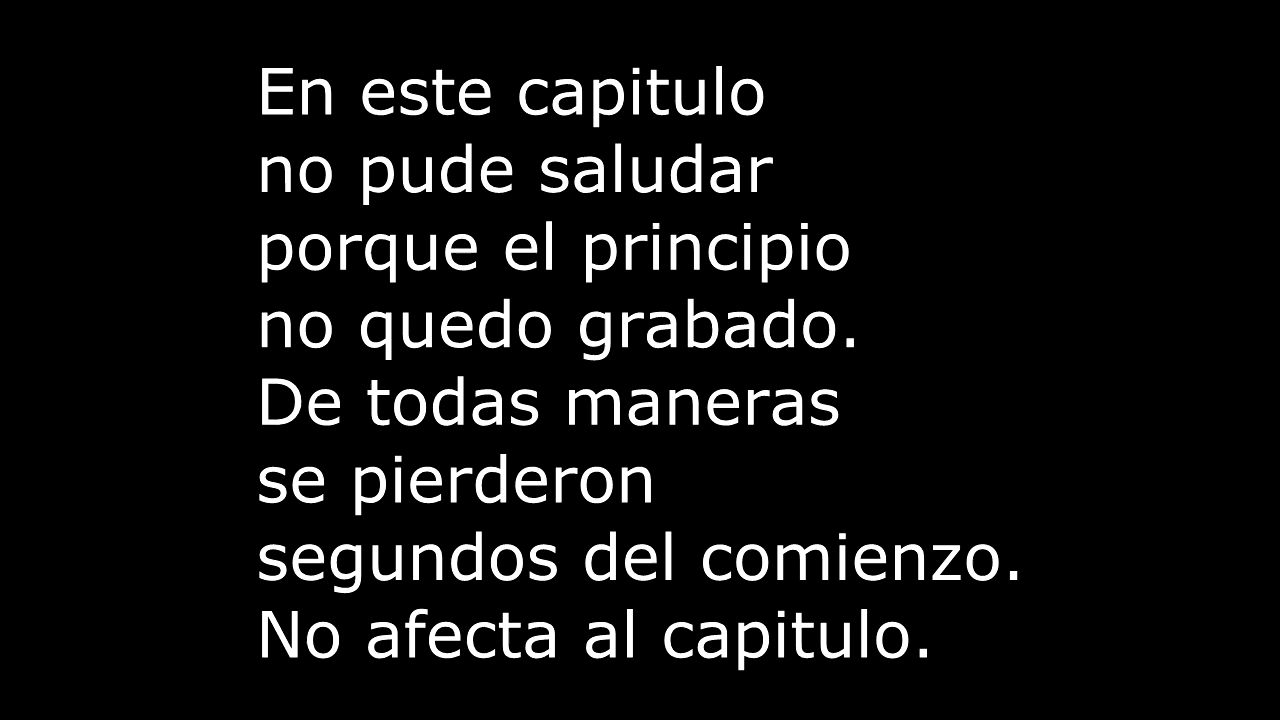 En este capitulo
no pude saludar
porque el principio
no quedo grabado.
De todas maneras
se pierderon
segundos del comienzo.
No afecta al capitulo.